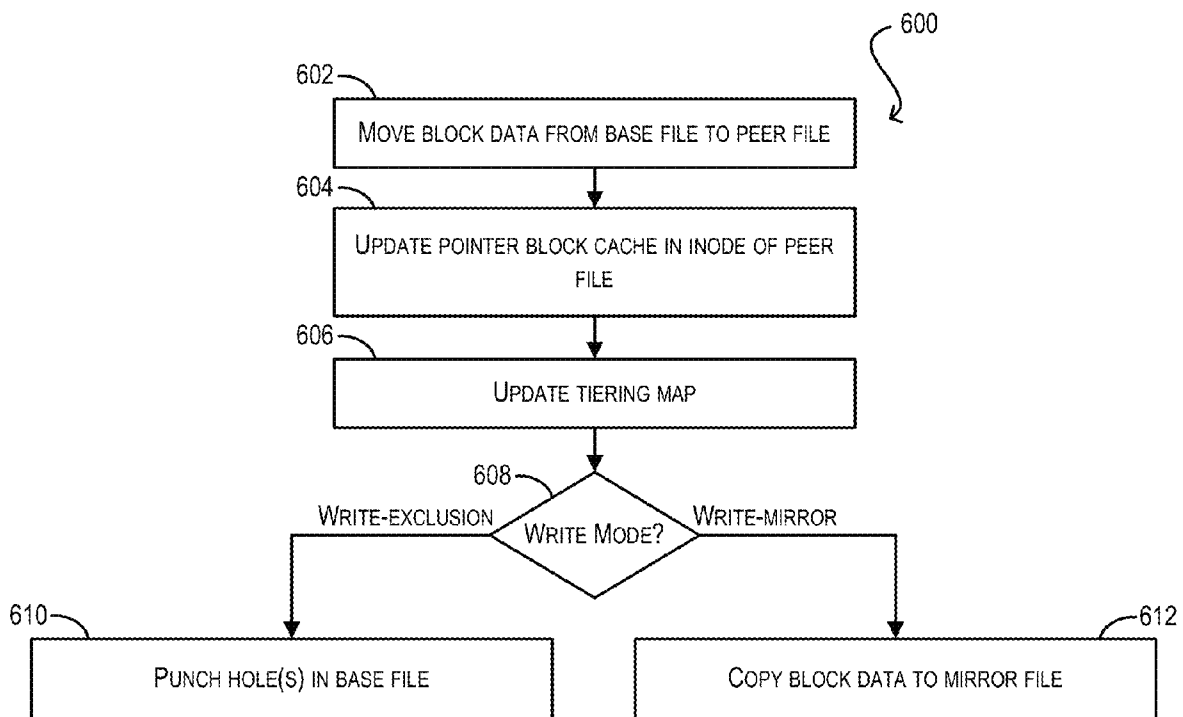 600
602
MOVE BLOCK DATA FROM BASE FILE TO PEER FILE
604
UPDATE POINTER BLOCK CACHE IN INODE OF PEER
FILE
606
UPDATE TIERING MAP
608
WRITE-EXCLUSION
WRITE MODE?
WRITE-MIRROR
610
PUNCH HOLE(S) IN BASE FILE
612
COPY BLOCK DATA TO MIRROR FILE